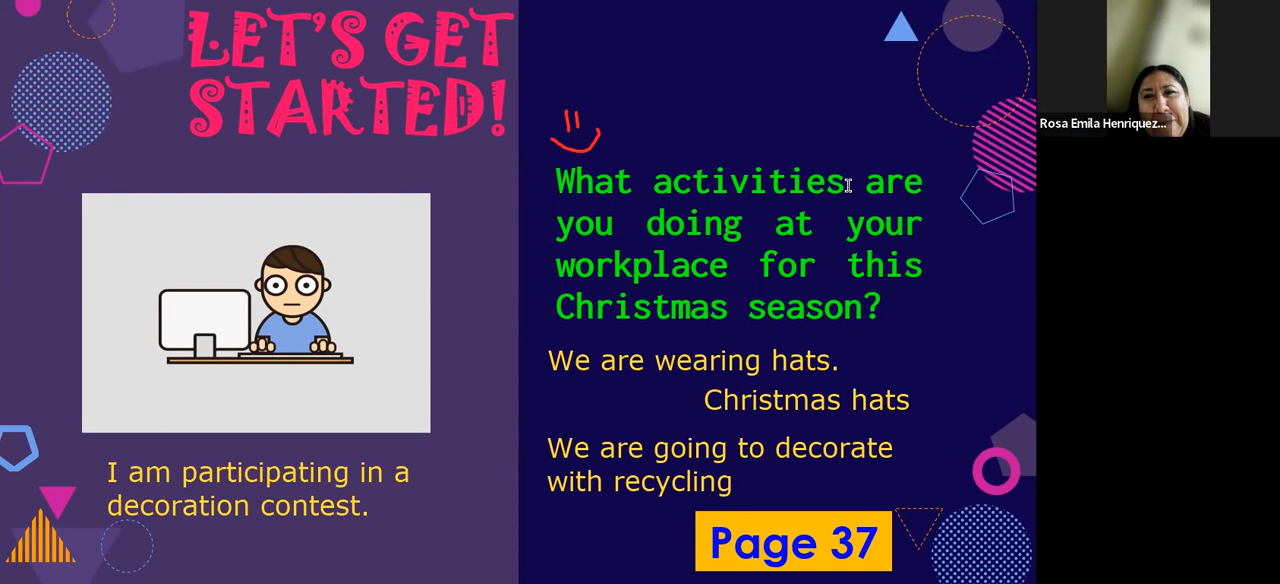 LET'S GET
STARTED!
I am participating in a
decoration contest.
What activities are
you doing at your
workplace for this
Christmas season?
We are wearing hats.
Christmas hats
We are going to decorate
with recycling
Page 37
Rosa Emila Henriquez...